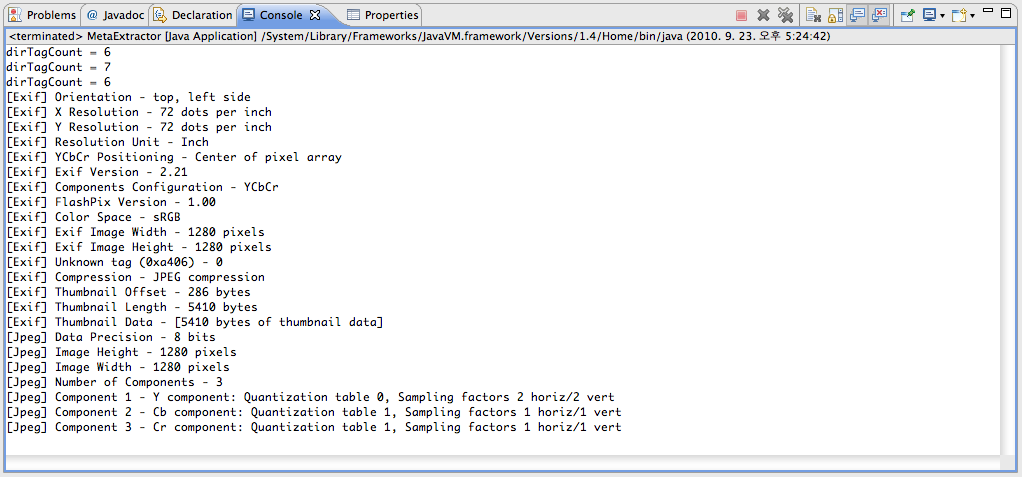 Problems @ Javadoc Declaration Console Properties
<terminated> MetaExtractor [Java Application] /System/Library/Frameworks/JavaVM.framework/Versions/1.4/Home/bin/java (2010. 9. 23. 오후 5:24:42)
dirTagCount = 6
dirTagCount = 7
dirTagCount = 6
[Exif] Orientation - top, left side
[Exif] X Resolution - 72 dots per inch
[Exif] Y Resolution - 72 dots per inch
[Exif] Resolution Unit - Inch
[Exif] YCbCr Positioning - Center of pixel array
[Exif] Exif Version - 2.21
[Exif] Components Configuration - YCbCr
[Exif] FlashPix Version - 1.00
[Exif] Color Space - sRGB
[Exif] Exif Image Width - 1280 pixels
[Exif] Exif Image Height - 1280 pixels
[Exif] Unknown tag (0xa406) - 0
[Exif] Compression - JPEG compression
[Exif] Thumbnail Offset - 286 bytes
[Exif] Thumbnail Length - 5410 bytes
[Exif] Thumbnail Data - [5410 bytes of thumbnail data]
[Jpeg] Data Precision - 8 bits
[Jpeg] Image Height - 1280 pixels
[Jpeg] Image Width - 1280 pixels
[Jpeg] Number of Components - 3
[Jpeg] Component 1 - Y component: Quantization table 0, Sampling factors 2 horiz/2 vert
[Jpeg] Component 2 - Cb component: Quantization table 1, Sampling factors 1 horiz/1 vert
[Jpeg] Component 3 - Cr component: Quantization table 1, Sampling factors 1 horiz/1 vert